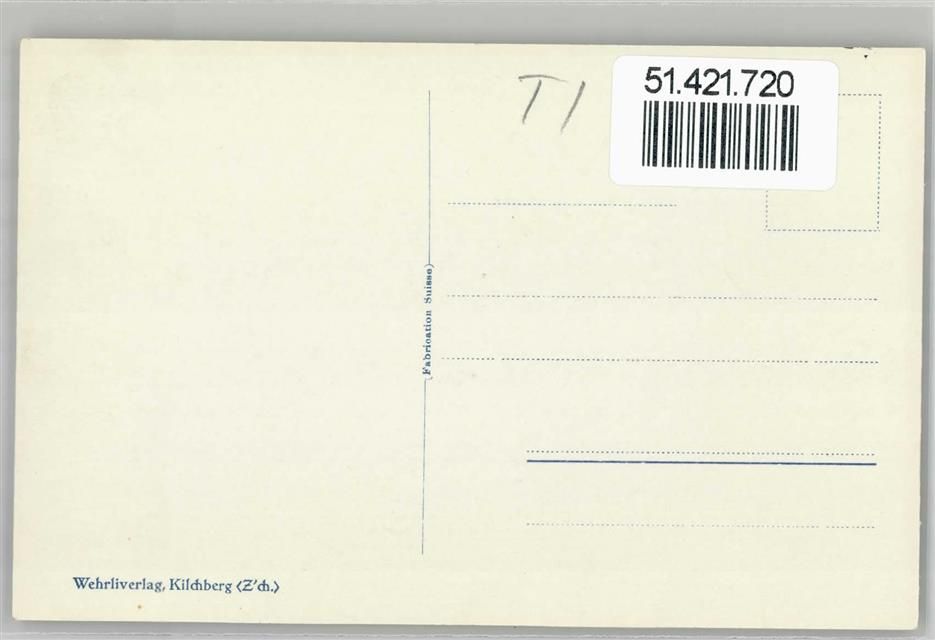 TI
51.421.720
(Fabrication Suisse)
Wehrliverlag, Kilchberg (Z'ch.)